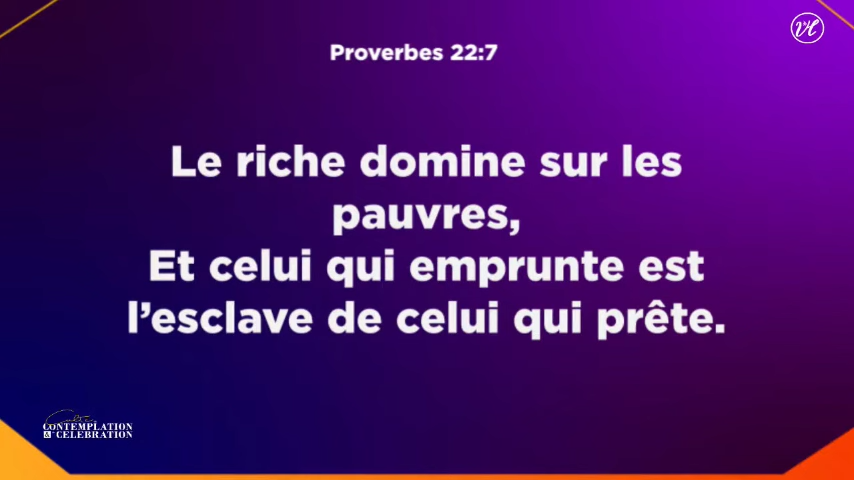 Proverbes 22:7
Le riche domine sur les
pauvres,
Et celui qui emprunte est
l’esclave de celui qui prête.
Culte
CONTEMPLATION
& CELEBRATION